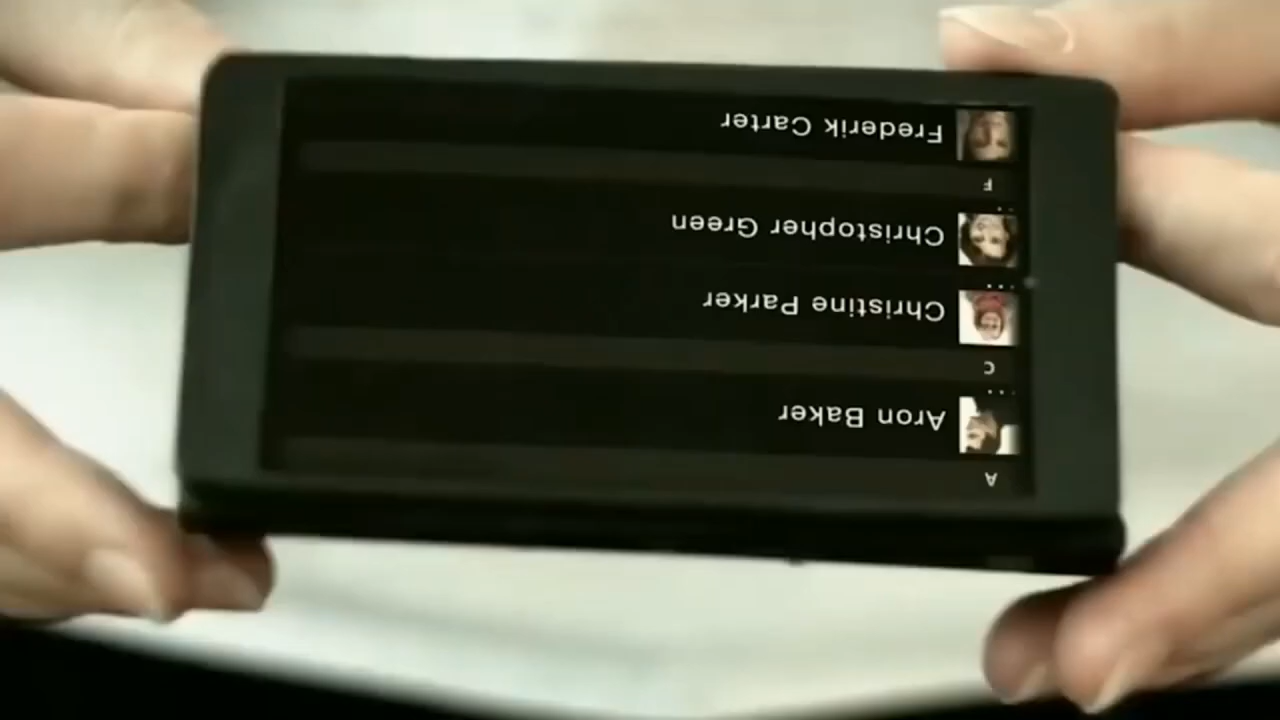 A
Aron Baker
C
Christine Parker
Christopher Green
F
Frederik Carter